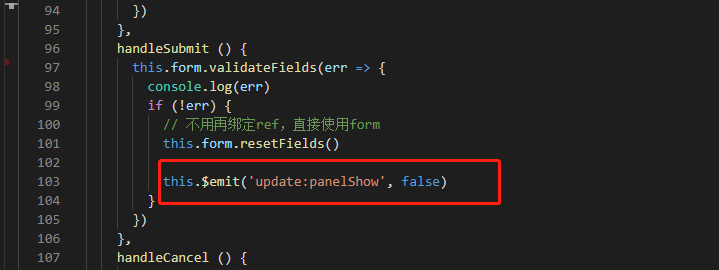 94 })
95 },
96 handleSubmit () {
97 this.form.validateFields(err => {
98 console.log(err)
99 if (!err) {
100 // 不用再绑定ref，直接使用form
101 this.form.resetFields()
102
103 this.$emit('update:panelShow', false)
104 }
105 })
106 },
107 handleCancel () {